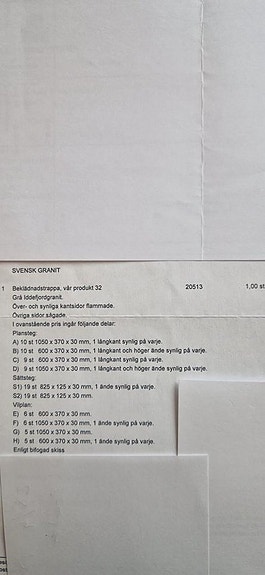 SVENSK GRANIT
1 Beklädnadstrappa, vår produkt 32 20513 1,00 st
Grå Iddefjordgranit.
Över- och synliga kantsidor flammade.
Övriga sidor sågade.
I ovanstående pris ingår följande delar:
Plansteg:
A) 10 st 1050 x 370 x 30 mm, 1 långkant synlig på varje.
B) 10 st 600 x 370 x 30 mm, 1 långkant och höger ände synlig på varje.
C) 9 st 600 x 370 x 30 mm, 1 långkant synlig på varje.
D) 9 st 1050 x 370 x 30 mm, 1 långkant och höger ände synlig på varje.
Sättsteg:
S1) 19 st 825 x 125 x 30 mm, 1 ände synlig på varje.
S2) 19 st 825 x 125 x 30 mm.
Vilplan:
E) 6 st 600 x 370 x 30 mm.
F) 6 st 1050 x 370 x 30 mm, 1 ände synlig på varje.
G) 5 st 1050 x 370 x 30 mm.
H) 5 st 600 x 370 x 30 mm, 1 ände synlig på varje.
Enligt bifogad skiss